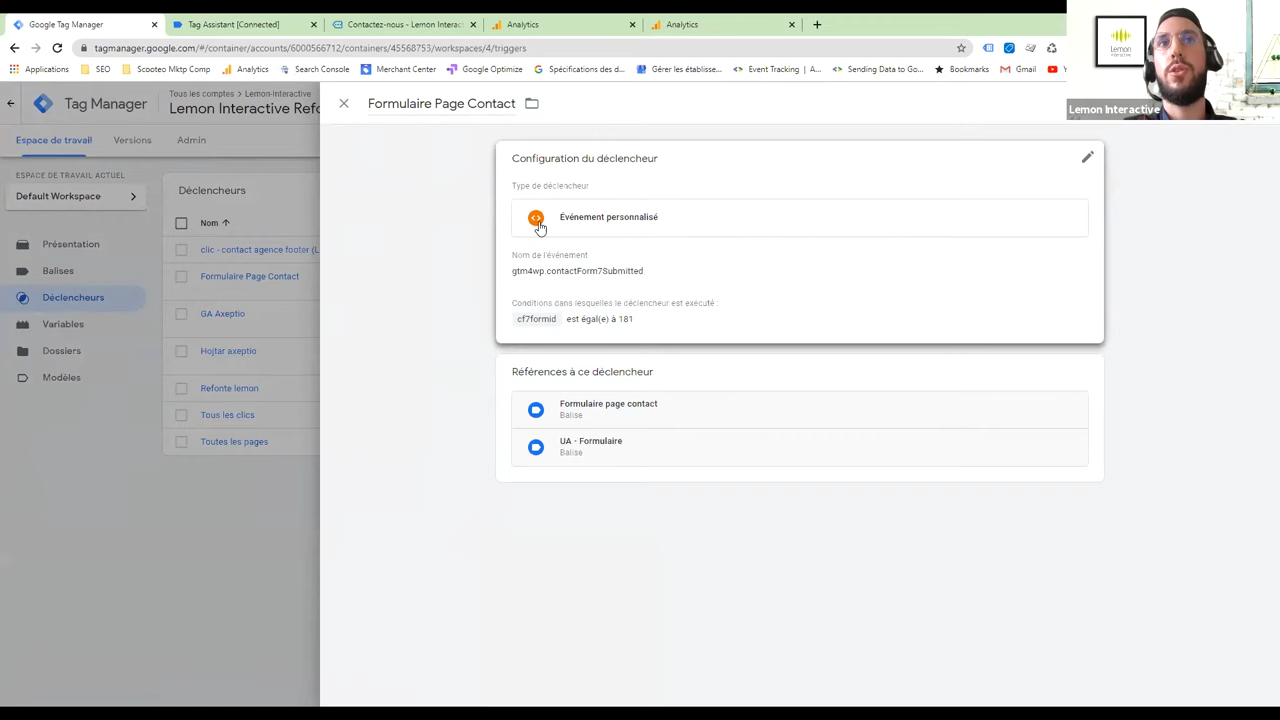 Google Tag Manager
Tag Assistant [Connected]
Contactez-nous - Lemon Interac
Analytics
Analytics
tagmanager.google.com/#/container/accounts/6000566712/containers/45568753/workspaces/4/triggers
Applications
SEO
Scooteo Mktp Comp
Analytics
Search Console
Merchant Center
Google Optimize
Spécifications des d...
Gérer les établisse...
Event Tracking | A...
Sending Data to Go...
Bookmarks
Gmail
Lemon
Lemon Interactive
Tag Manager
Tous les comptes > Lemon-Interactive
Lemon Interactive Refo
Espace de travail
Versions
Admin
ESPACE DE TRAVAIL ACTUEL
Default Workspace
Présentation
Balises
Déclencheurs
Variables
Dossiers
Modèles
Déclencheurs
Nom
clic - contact agence footer (L
Formulaire Page Contact
GA Axeptio
Hojtar axeptio
Refonte lemon
Tous les clics
Toutes les pages
Formulaire Page Contact
Configuration du déclencheur
Type de déclencheur
Événement personnalisé
Nom de l'événement
gtm4wp.contactForm7Submitted
Conditions dans lesquelles le déclencheur est exécuté :
cf7formid est égal(e) à 181
Références à ce déclencheur
Formulaire page contact
Balise
UA - Formulaire
Balise